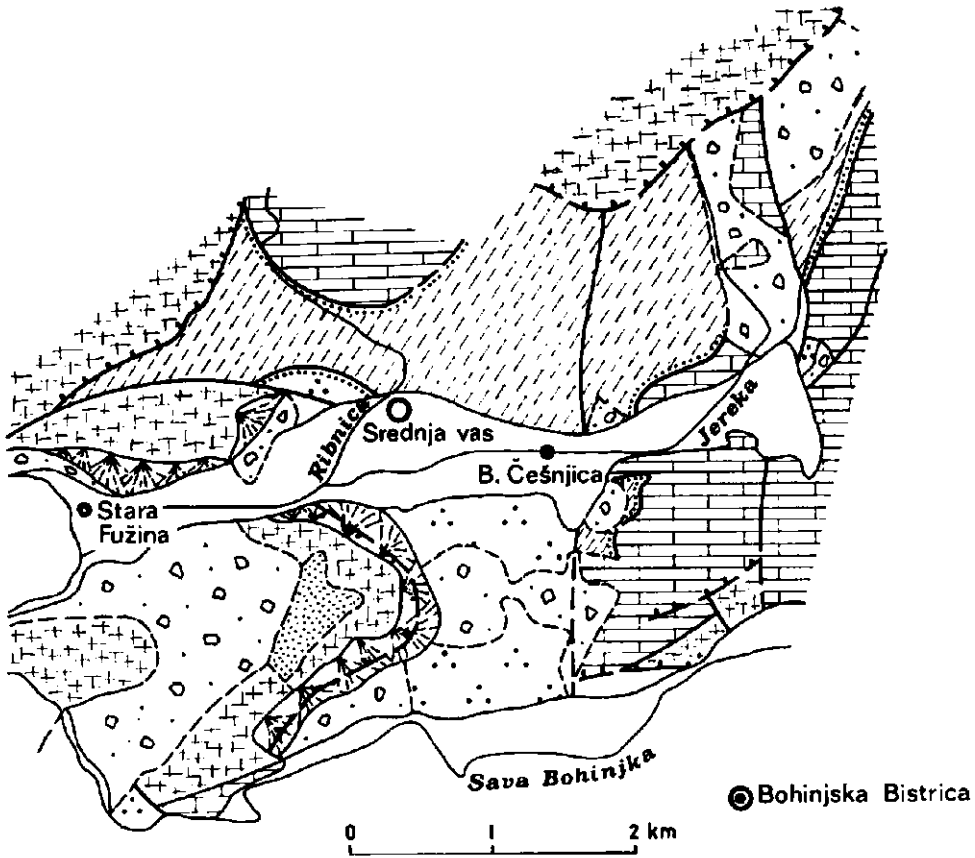 Ribnica
Srednja vas
Jereka
B. Češnjica
Stara
Fužina
Sava Bohinjka
Bohinjska Bistrica
0 1 2 km